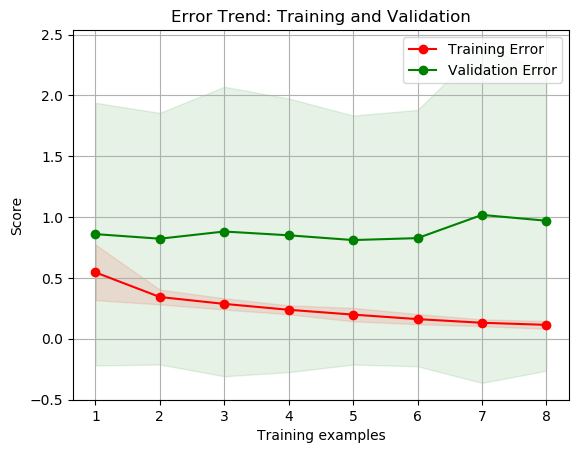 Error Trend: Training and Validation
2.5
2.0
1.5
1.0
0.5
0.0
−0.5
Score
Training Error
Validation Error
1 2 3 4 5 6 7 8
Training examples